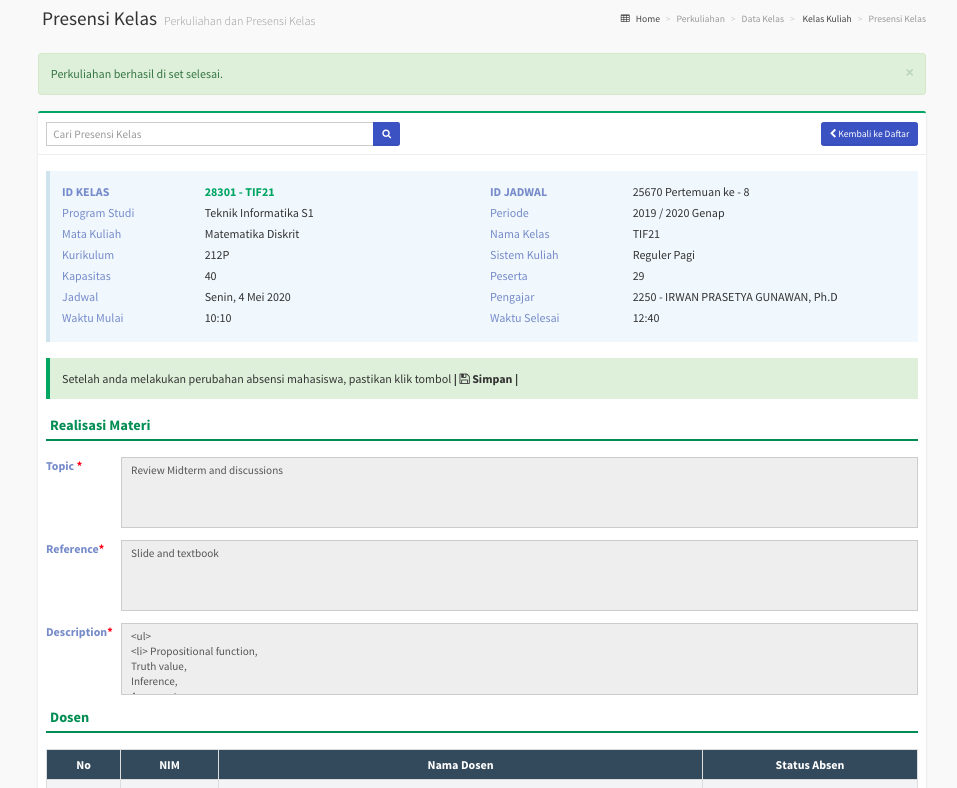 Presensi Kelas Perkuliahan dan Presensi Kelas
Home > Perkuliahan > Data Kelas > Kelas Kuliah > Presensi Kelas
Perkuliahan berhasil di set selesai. ×
Cari Presensi Kelas
Kembali ke Daftar
ID KELAS 28301 - TIF21 ID JADWAL 25670 Pertemuan ke - 8
Program Studi Teknik Informatika S1 Periode 2019 / 2020 Genap
Mata Kuliah Matematika Diskrit Nama Kelas TIF21
Kurikulum 212P Sistem Kuliah Reguler Pagi
Kapasitas 40 Peserta 29
Jadwal Senin, 4 Mei 2020 Pengajar 2250 - IRWAN PRASETYA GUNAWAN, Ph.D
Waktu Mulai 10:10 Waktu Selesai 12:40
Setelah anda melakukan perubahan absensi mahasiswa, pastikan klik tombol | Simpan |
Realisasi Materi
Topic * Review Midterm and discussions
Reference* Slide and textbook
Description* <ul>
<li> Propositional function,
Truth value,
Inference,
Dosen
No NIM Nama Dosen Status Absen